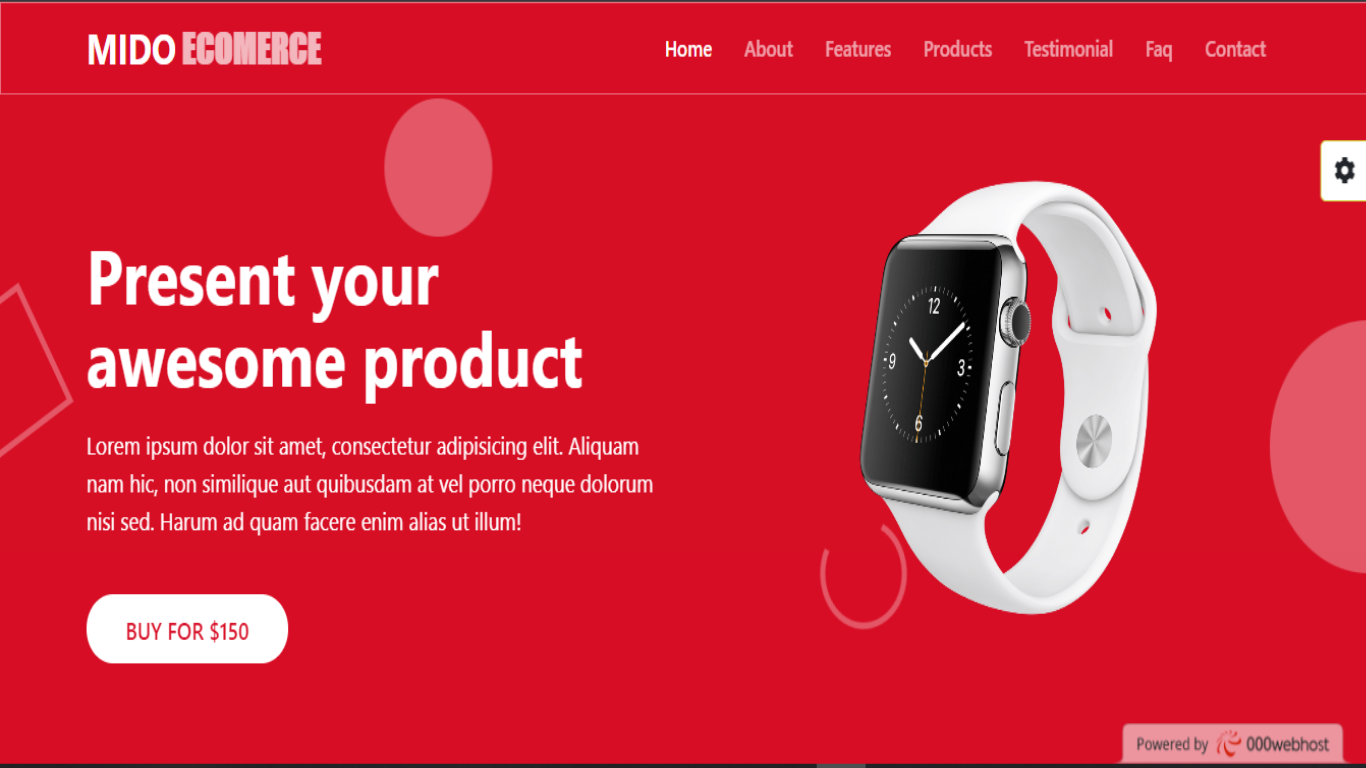 MIDO ECOMERCE
Home About Features Products Testimonial Faq Contact
Present your
awesome product
Lorem ipsum dolor sit amet, consectetur adipisicing elit. Aliquam
nam hic, non similique aut quibusdam at vel porro neque dolorum
nisi sed. Harum ad quam facere enim alias ut illum!
BUY FOR $150
12
9
3
6
Powered by 000webhost